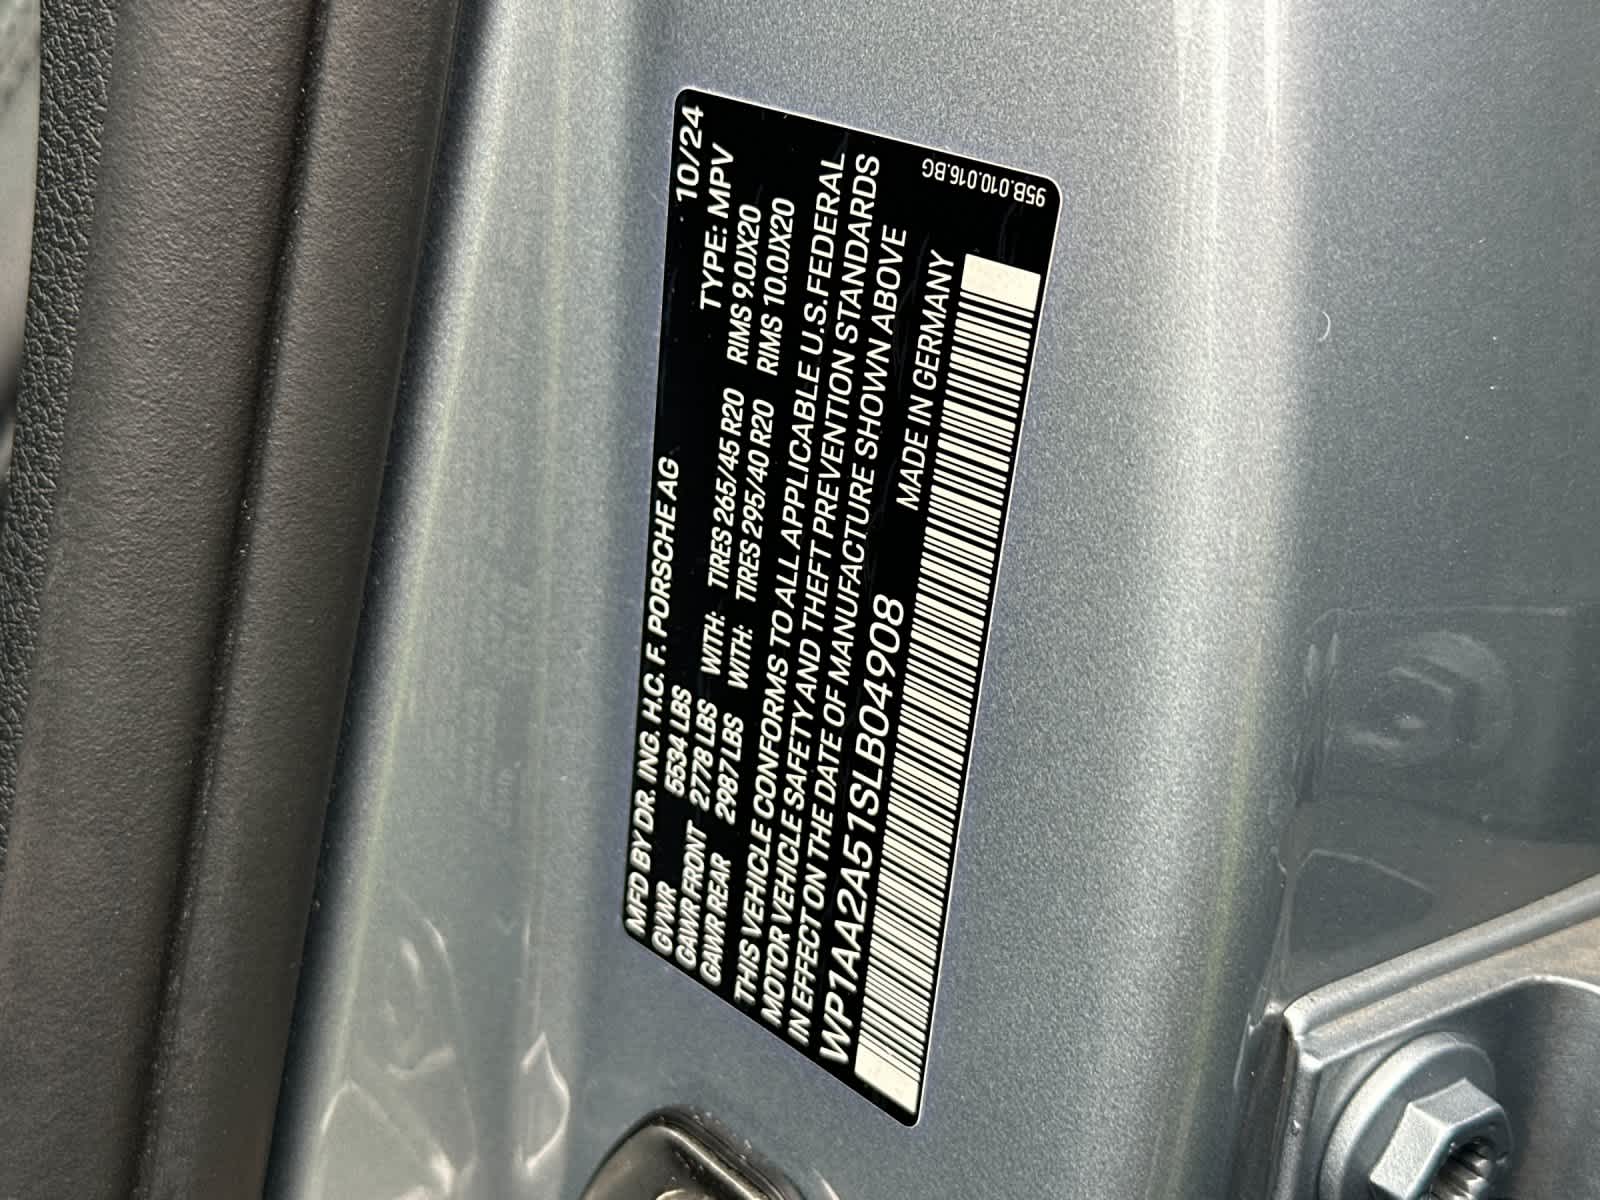 MFD BY DR. ING. H.C. F. PORSCHE AG 10/24
GVWR 5534 LBS TYPE: MPV
GAWR FRONT 2778 LBS WITH: TIRES 265/45 R20 RIMS 9.0JX20
GAWR REAR 2987 LBS WITH: TIRES 295/40 R20 RIMS 10.0JX20
THIS VEHICLE CONFORMS TO ALL APPLICABLE U.S. FEDERAL
MOTOR VEHICLE SAFETY AND THEFT PREVENTION STANDARDS
IN EFFECT ON THE DATE OF MANUFACTURE SHOWN ABOVE
WP1AA2A51SLB04908 MADE IN GERMANY
95B.010.016.BG